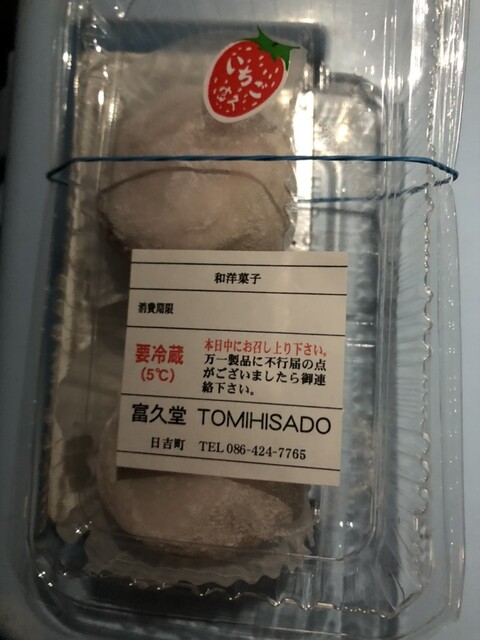 いちご
和洋菓子
消費期限
要冷蔵
(5℃)
本日中にお召し上り下さい。
万一製品に不行届の点
がございましたら御連
絡下さい。
富久堂 TOMIHISADO
日吉町 TEL 086-424-7765